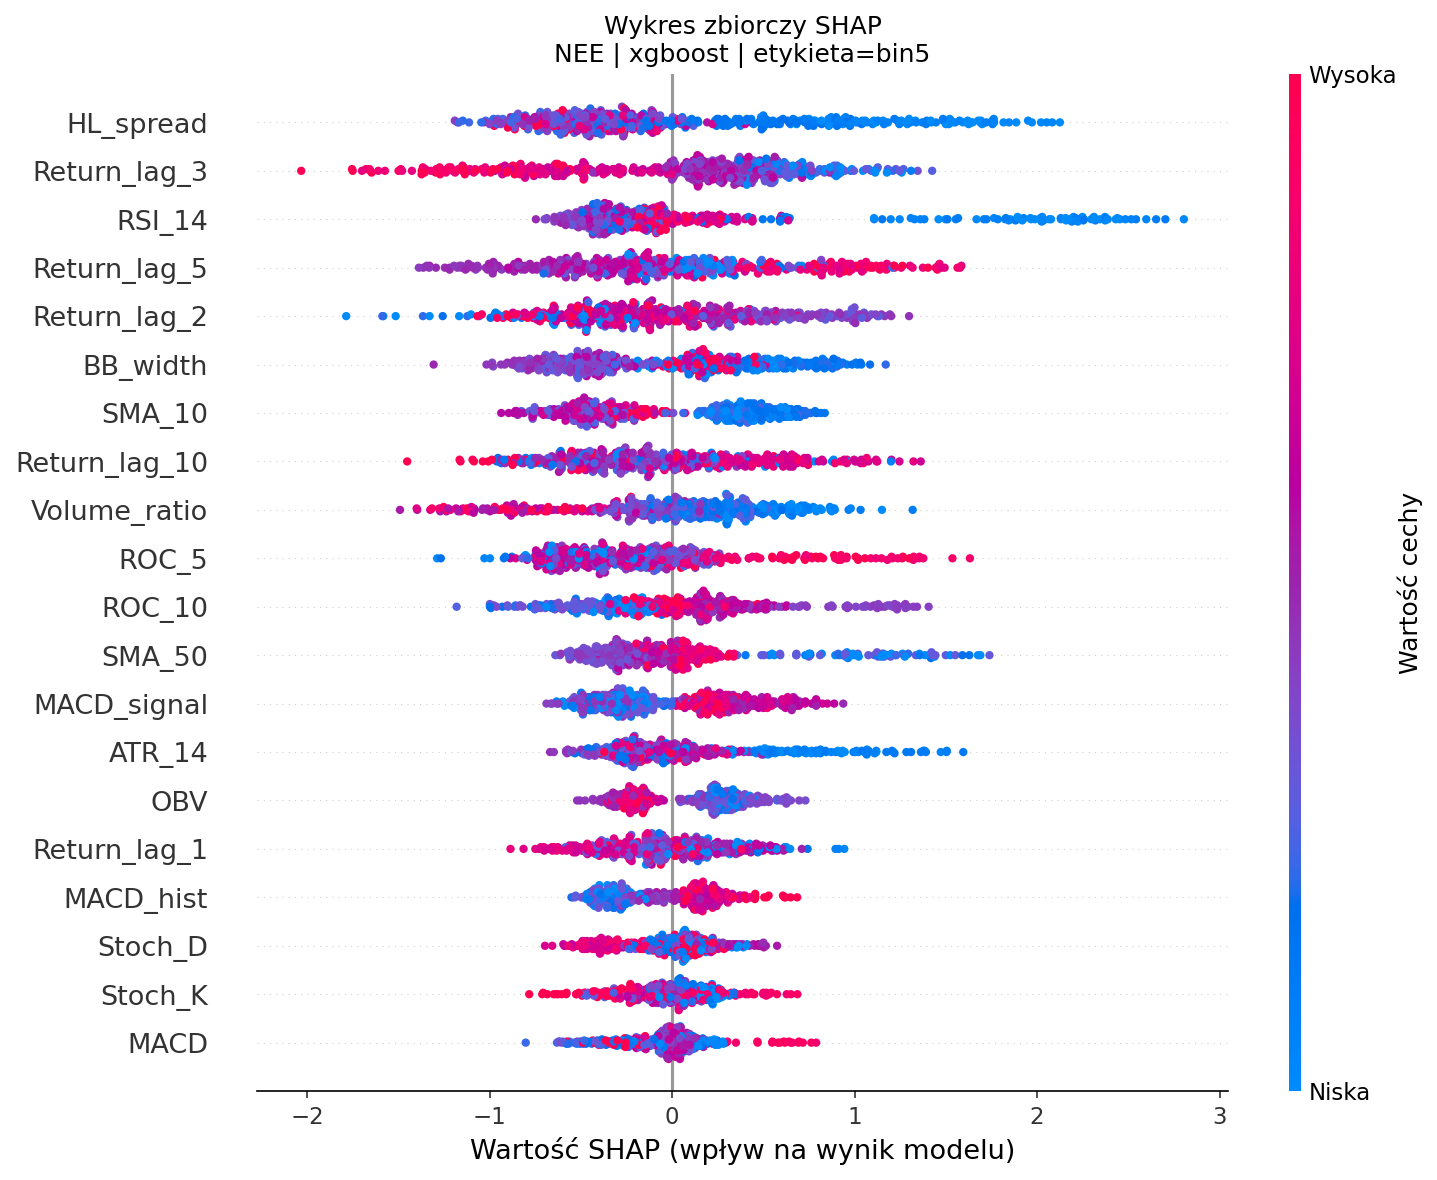 Wykres zbiorczy SHAP
NEE | xgboost | etykieta=bin5
Wysoka
HL_spread
Return_lag_3
RSI_14
Return_lag_5
Return_lag_2
BB_width
SMA_10
Return_lag_10
Volume_ratio
ROC_5
ROC_10
SMA_50
MACD_signal
ATR_14
OBV
Return_lag_1
MACD_hist
Stoch_D
Stoch_K
MACD
Wartość cechy
Niska
−2 −1 0 1 2 3
Wartość SHAP (wpływ na wynik modelu)